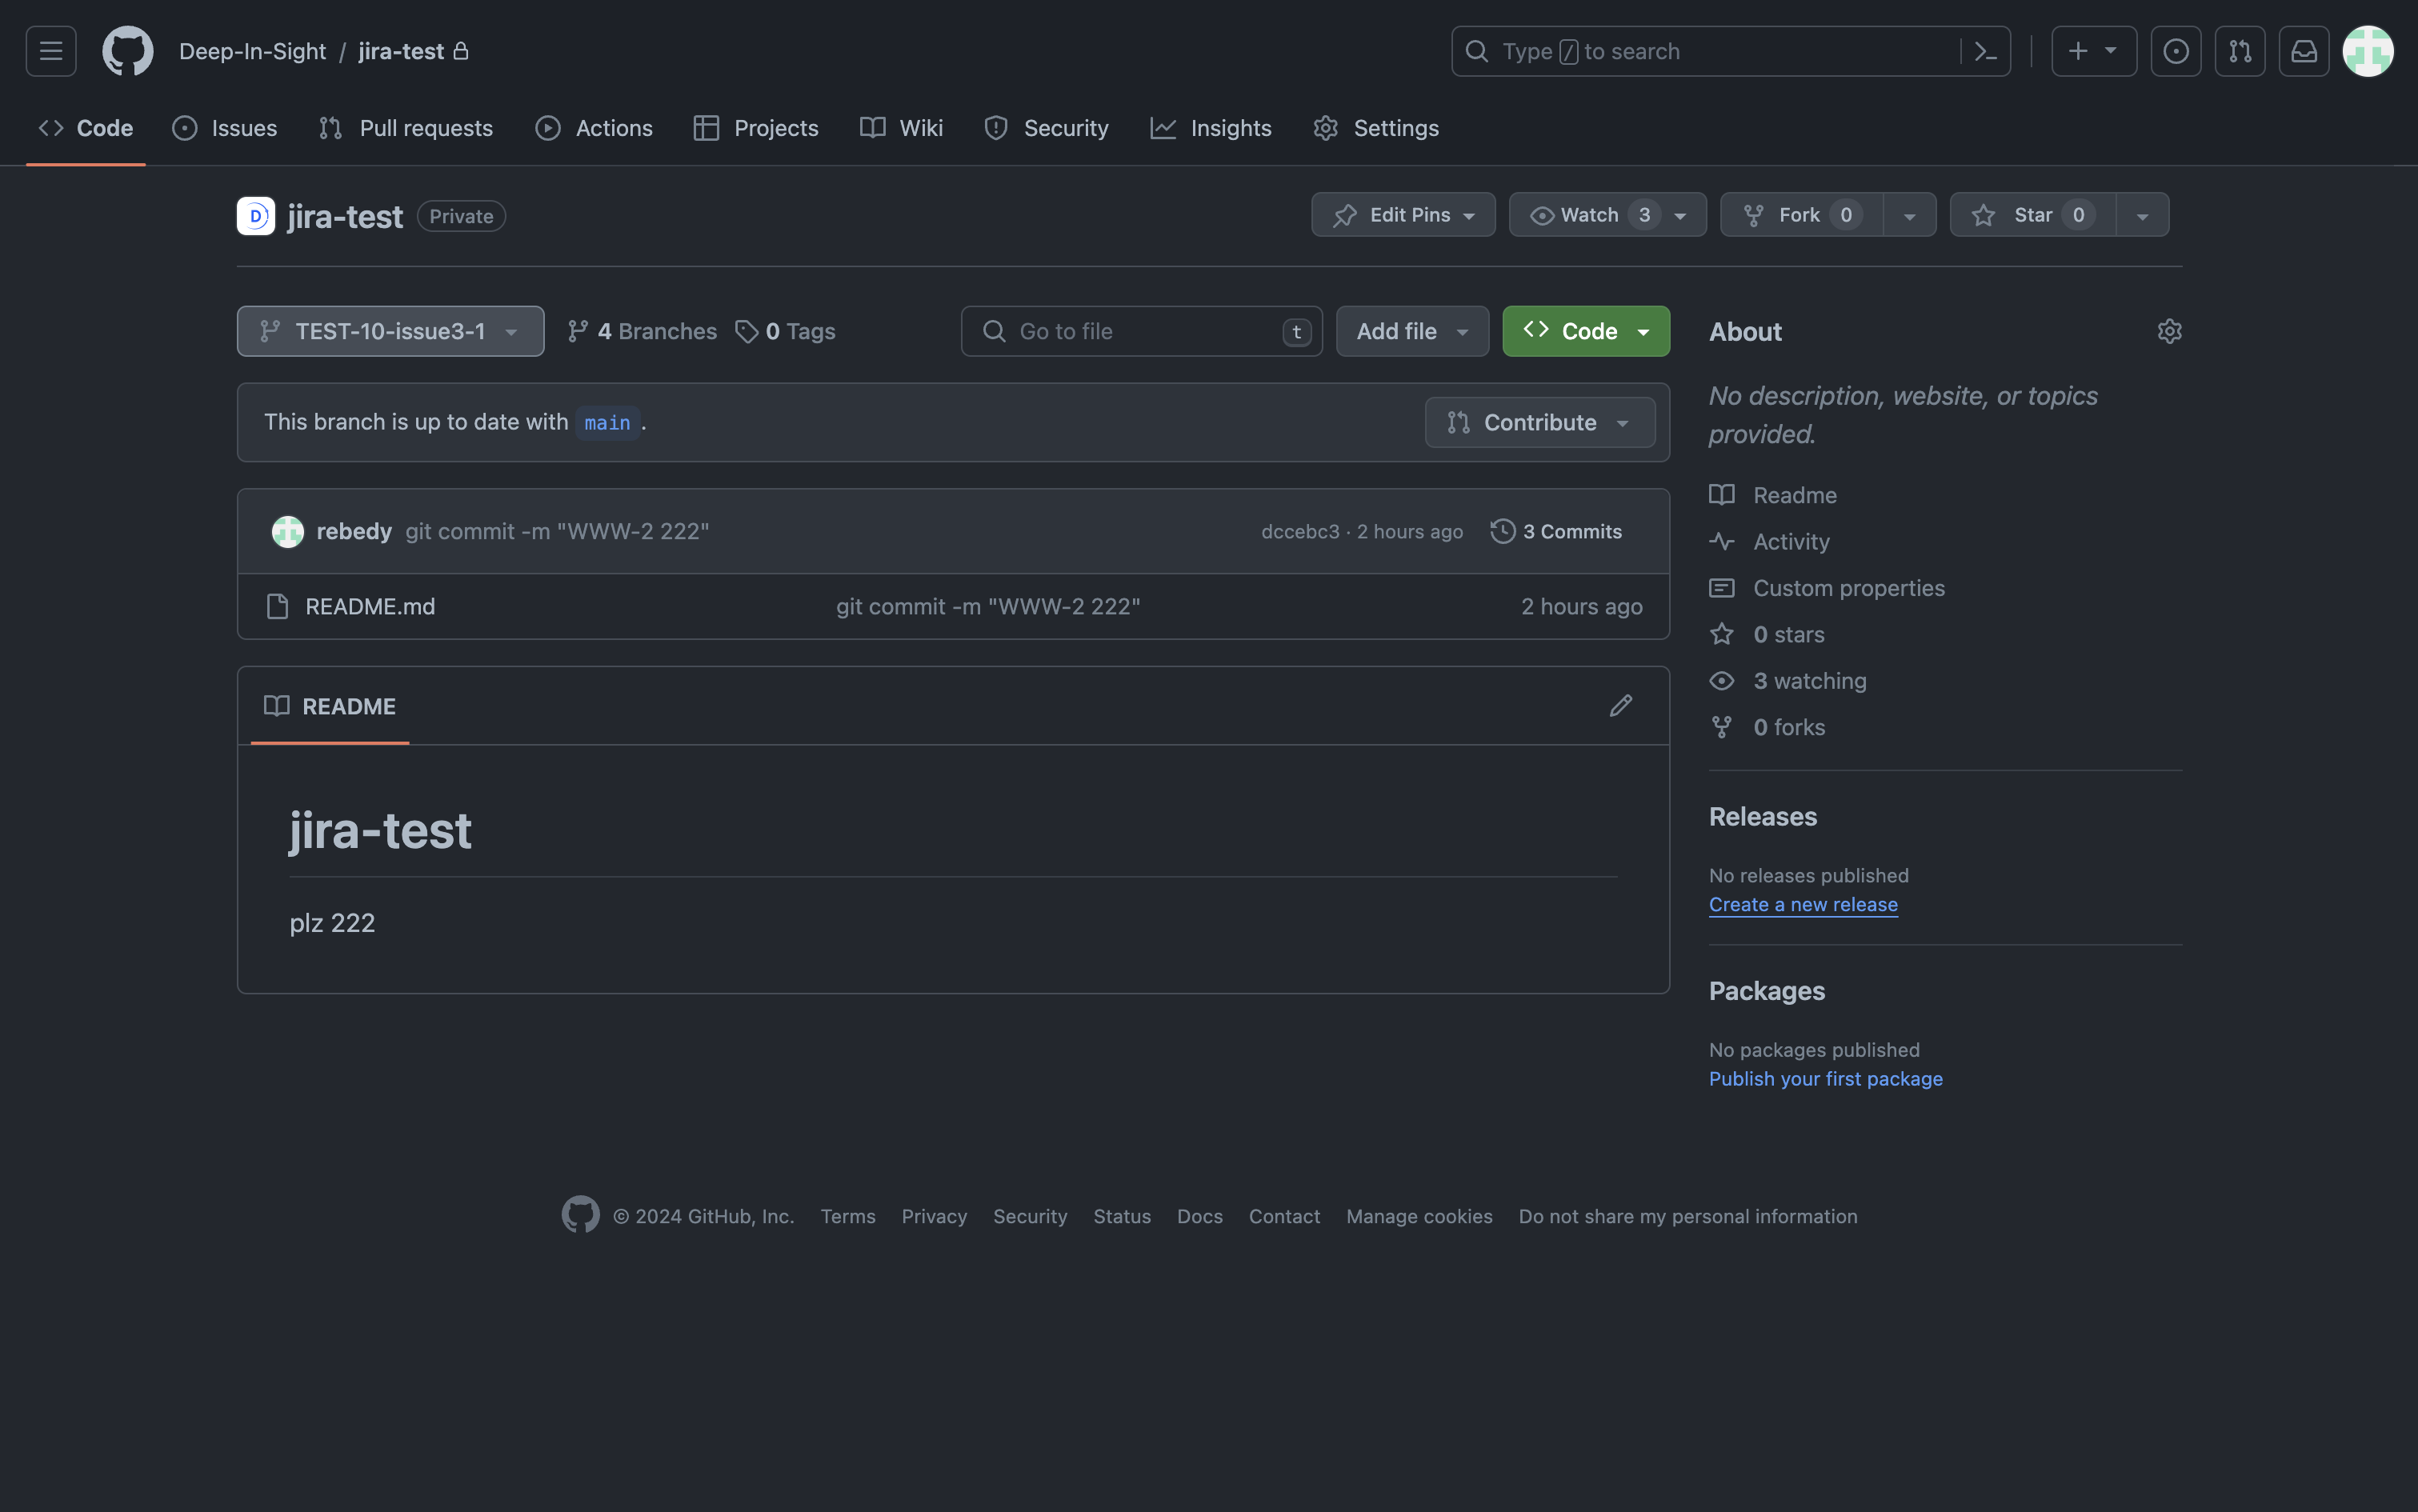 Deep-In-Sight / jira-test
Type / to search
Code Issues Pull requests Actions Projects Wiki Security Insights Settings
D jira-test Private
Edit Pins Watch 3 Fork 0 Star 0
TEST-10-issue3-1 4 Branches 0 Tags
Go to file t Add file Code
This branch is up to date with main .
Contribute
rebedy git commit -m "WWW-2 222" dccebc3 · 2 hours ago 3 Commits
README.md git commit -m "WWW-2 222" 2 hours ago
README
jira-test
plz 222
About
No description, website, or topics
provided.
Readme
Activity
Custom properties
0 stars
3 watching
0 forks
Releases
No releases published
Create a new release
Packages
No packages published
Publish your first package
© 2024 GitHub, Inc. Terms Privacy Security Status Docs Contact Manage cookies Do not share my personal information